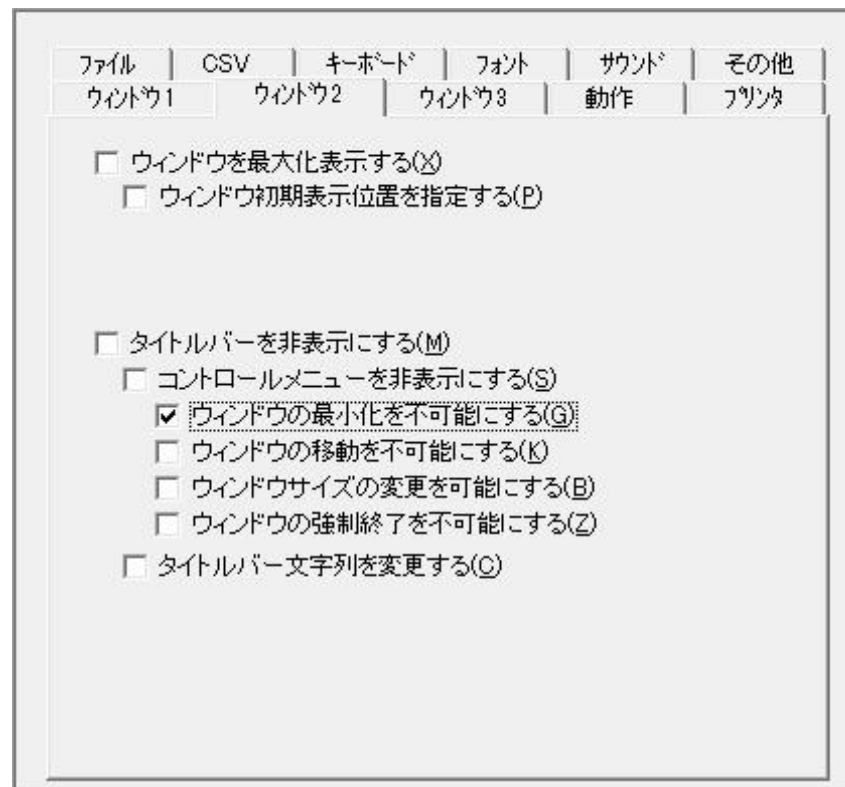 ﾌｧｲﾙ CSV ｷｰﾎﾞｰﾄﾞ ﾌｫﾝﾄ ｻｳﾝﾄﾞ その他
ｳｨﾝﾄﾞｳ1 ｳｨﾝﾄﾞｳ2 ｳｨﾝﾄﾞｳ3 動作 ﾌﾟﾘﾝﾀ
ウィンドウを最大化表示する(X)
ウィンドウ初期表示位置を指定する(P)
タイトルバーを非表示にする(M)
コントロールメニューを非表示にする(S)
ウィンドウの最小化を不可能にする(G)
ウィンドウの移動を不可能にする(K)
ウィンドウサイズの変更を可能にする(B)
ウィンドウの強制終了を不可能にする(Z)
タイトルバー文字列を変更する(C)